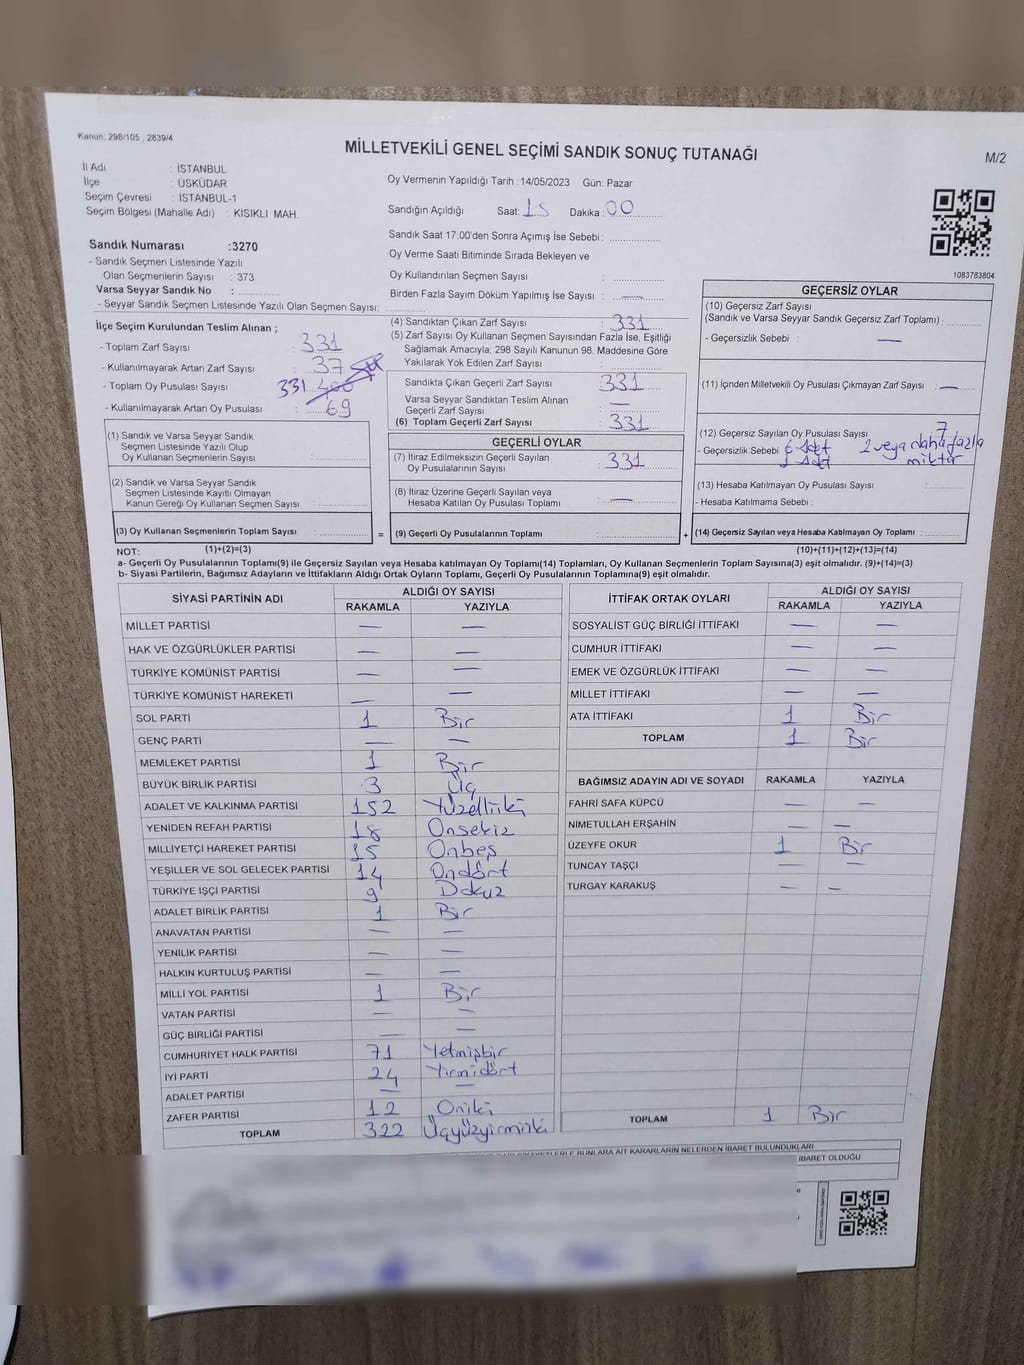 Kanun: 298/105 , 2839/4
MİLLETVEKİLİ GENEL SEÇİMİ SANDIK SONUÇ TUTANAĞI
M/2
İl Adı : İSTANBUL
İlçe : ÜSKÜDAR
Seçim Çevresi : İSTANBUL-1
Seçim Bölgesi (Mahalle Adı) : KISIKLI MAH.
Oy Vermenin Yapıldığı Tarih : 14/05/2023 Gün: Pazar
Sandığın Açıldığı Saat: 15 Dakika: 00
Sandık Saat 17:00'den Sonra Açımış İse Sebebi:
Oy Verme Saati Bitiminde Sırada Bekleyen ve
Oy Kullandırılan Seçmen Sayısı :
Birden Fazla Sayım Döküm Yapılmış İse Sayısı : —
1083783804
Sandık Numarası :3270
- Sandık Seçmen Listesinde Yazılı
Olan Seçmenlerin Sayısı : 373
Varsa Seyyar Sandık No :
- Seyyar Sandık Seçmen Listesinde Yazılı Olan Seçmen Sayısı:
İlçe Seçim Kurulundan Teslim Alınan ;
- Toplam Zarf Sayısı : 331
- Kullanılmayarak Artan Zarf Sayısı : 37
- Toplam Oy Pusulası Sayısı 331 400
- Kullanılmayarak Artan Oy Pusulası : 69
(4) Sandıktan Çıkan Zarf Sayısı : 331
(5) Zarf Sayısı Oy Kullanan Seçmen Sayısından Fazla İse, Eşitliği
Sağlamak Amacıyla; 298 Sayılı Kanunun 98. Maddesine Göre
Yakılarak Yok Edilen Zarf Sayısı :
Sandıkta Çıkan Geçerli Zarf Sayısı 331
Varsa Seyyar Sandıktan Teslim Alınan
Geçerli Zarf Sayısı : —
(6) Toplam Geçerli Zarf Sayısı : 331
GEÇERSİZ OYLAR
(10) Geçersiz Zarf Sayısı
(Sandık ve Varsa Seyyar Sandık Geçersiz Zarf Toplamı) :
- Geçersizlik Sebebi : —
(11) İçinden Milletvekili Oy Pusulası Çıkmayan Zarf Sayısı : —
(12) Geçersiz Sayılan Oy Pusulası Sayısı 7
- Geçersizlik Sebebi 6 Adet 2 veya daha fazla
1 Adet
(13) Hesaba Katılmayan Oy Pusulası Sayısı :
- Hesaba Katılmama Sebebi :
(14) Geçersiz Sayılan veya Hesaba Katılmayan Oy Toplamı :
(10)+(11)+(12)+(13)=(14)
(1) Sandık ve Varsa Seyyar Sandık
Seçmen Listesinde Yazılı Olup
Oy Kullanan Seçmenlerin Sayısı :
(2) Sandık ve Varsa Seyyar Sandık
Seçmen Listesinde Kayıtlı Olmayan
Kanun Gereği Oy Kullanan Seçmen Sayısı :
(3) Oy Kullanan Seçmenlerin Toplam Sayısı :
(1)+(2)=(3)
GEÇERLİ OYLAR
(7) İtiraz Edilmeksizin Geçerli Sayılan
Oy Pusulalarının Sayısı : 331
(8) İtiraz Üzerine Geçerli Sayılan veya
Hesaba Katılan Oy Pusulası Toplamı : —
(9) Geçerli Oy Pusulalarının Toplamı :
NOT:
a- Geçerli Oy Pusulalarının Toplamı(9) ile Geçersiz Sayılan veya Hesaba katılmayan Oy Toplamı(14) Toplamları, Oy Kullanan Seçmenlerin Toplam Sayısına(3) eşit olmalıdır. (9)+(14)=(3)
b- Siyasi Partilerin, Bağımsız Adayların ve İttifakların Aldığı Ortak Oyların Toplamı, Geçerli Oy Pusulalarının Toplamına(9) eşit olmalıdır.
SİYASİ PARTİNİN ADI ALDIĞI OY SAYISI
RAKAMLA YAZIYLA
MİLLET PARTİSİ — —
HAK VE ÖZGÜRLÜKLER PARTİSİ — —
TÜRKİYE KOMÜNİST PARTİSİ — —
TÜRKİYE KOMÜNİST HAREKETİ — —
SOL PARTİ 1 Bir
GENÇ PARTİ — —
MEMLEKET PARTİSİ 1 Bir
BÜYÜK BİRLİK PARTİSİ 3 Üç
ADALET VE KALKINMA PARTİSİ 152 Yüzelliiki
YENİDEN REFAH PARTİSİ 18 Onsekiz
MİLLİYETÇİ HAREKET PARTİSİ 15 Onbeş
YEŞİLLER VE SOL GELECEK PARTİSİ 14 Ondört
TÜRKİYE İŞÇİ PARTİSİ 9 Dokuz
ADALET BİRLİK PARTİSİ 1 Bir
ANAVATAN PARTİSİ — —
YENİLİK PARTİSİ — —
HALKIN KURTULUŞ PARTİSİ — —
MİLLİ YOL PARTİSİ 1 Bir
VATAN PARTİSİ — —
GÜÇ BİRLİĞİ PARTİSİ — —
CUMHURİYET HALK PARTİSİ 71 Yetmişbir
İYİ PARTİ 24 Yirmidört
ADALET PARTİSİ — —
ZAFER PARTİSİ 12 Oniki
TOPLAM 322 Üçyüzyirmiiki
İTTİFAK ORTAK OYLARI ALDIĞI OY SAYISI
RAKAMLA YAZIYLA
SOSYALİST GÜÇ BİRLİĞİ İTTİFAKI — —
CUMHUR İTTİFAKI — —
EMEK VE ÖZGÜRLÜK İTTİFAKI — —
MİLLET İTTİFAKI — —
ATA İTTİFAKI 1 Bir
TOPLAM 1 Bir
BAĞIMSIZ ADAYIN ADI VE SOYADI RAKAMLA YAZIYLA
FAHRİ SAFA KÜPCÜ — —
NİMETULLAH ERŞAHİN — —
ÜZEYFE OKUR 1 Bir
TUNCAY TAŞÇI — —
TURGAY KARAKUŞ — —
TOPLAM 1 Bir
KARARLARIN NELERDEN İBARET BULUNDUKLARI
İBARET OLDUĞU